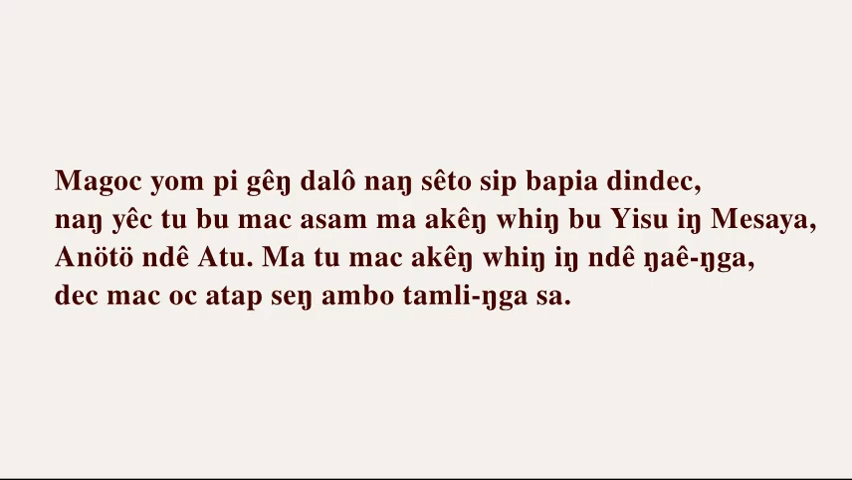 Magoc yom pi gêŋ dalô naŋ sêto sip bapia dindec,
naŋ yêc tu bu mac asam ma akêŋ whiŋ bu Yisu iŋ Mesaya,
Anötö ndê Atu. Ma tu mac akêŋ whiŋ iŋ ndê ŋaê-ŋga,
dec mac oc atap seŋ ambo tamli-ŋga sa.